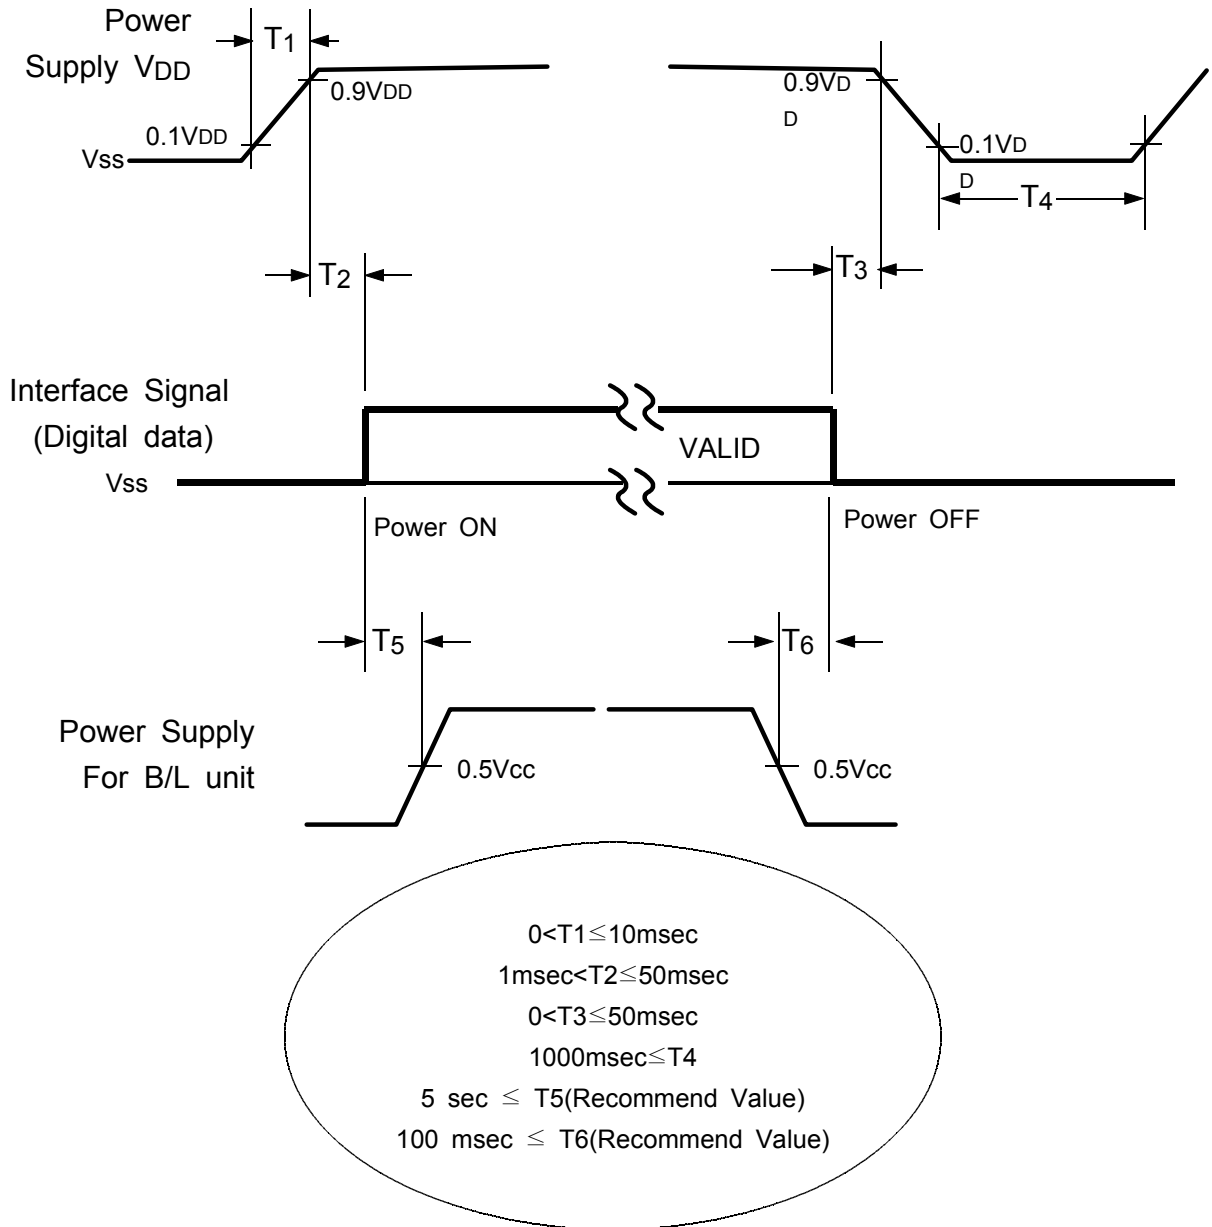 Power
Supply VDD
T1
0.1VDD
Vss
0.9VDD
0.9VD
D
0.1VD
D
T4
T2
T3
Interface Signal
(Digital data)
Vss
VALID
Power ON
Power OFF
T5
T6
Power Supply
For B/L unit
0.5Vcc
0.5Vcc
0<T1≤10msec
1msec<T2≤50msec
0<T3≤50msec
1000msec≤T4
5 sec ≤ T5(Recommend Value)
100 msec ≤ T6(Recommend Value)